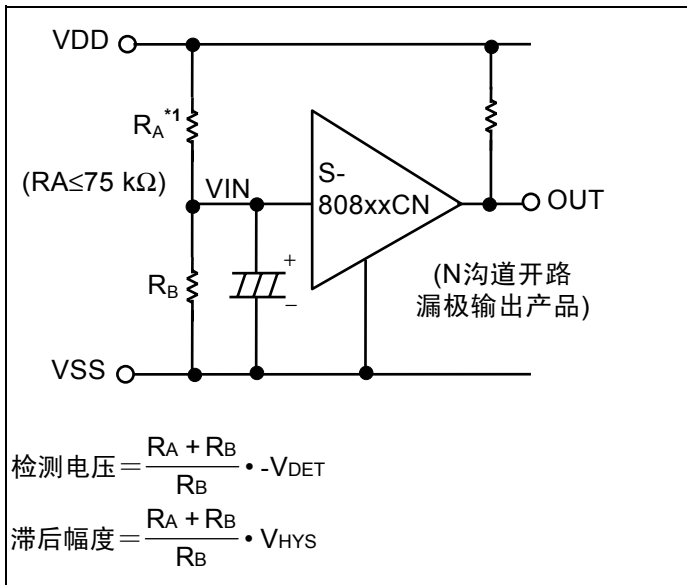 VDD
RA*1
(RA≤75 kΩ)
VIN
S-
808xxCN
OUT
+
−
(N沟道开路
漏极输出产品)
RB
VSS
检测电压＝(RA + RB)/RB • -VDET
滞后幅度＝(RA + RB)/RB • VHYS